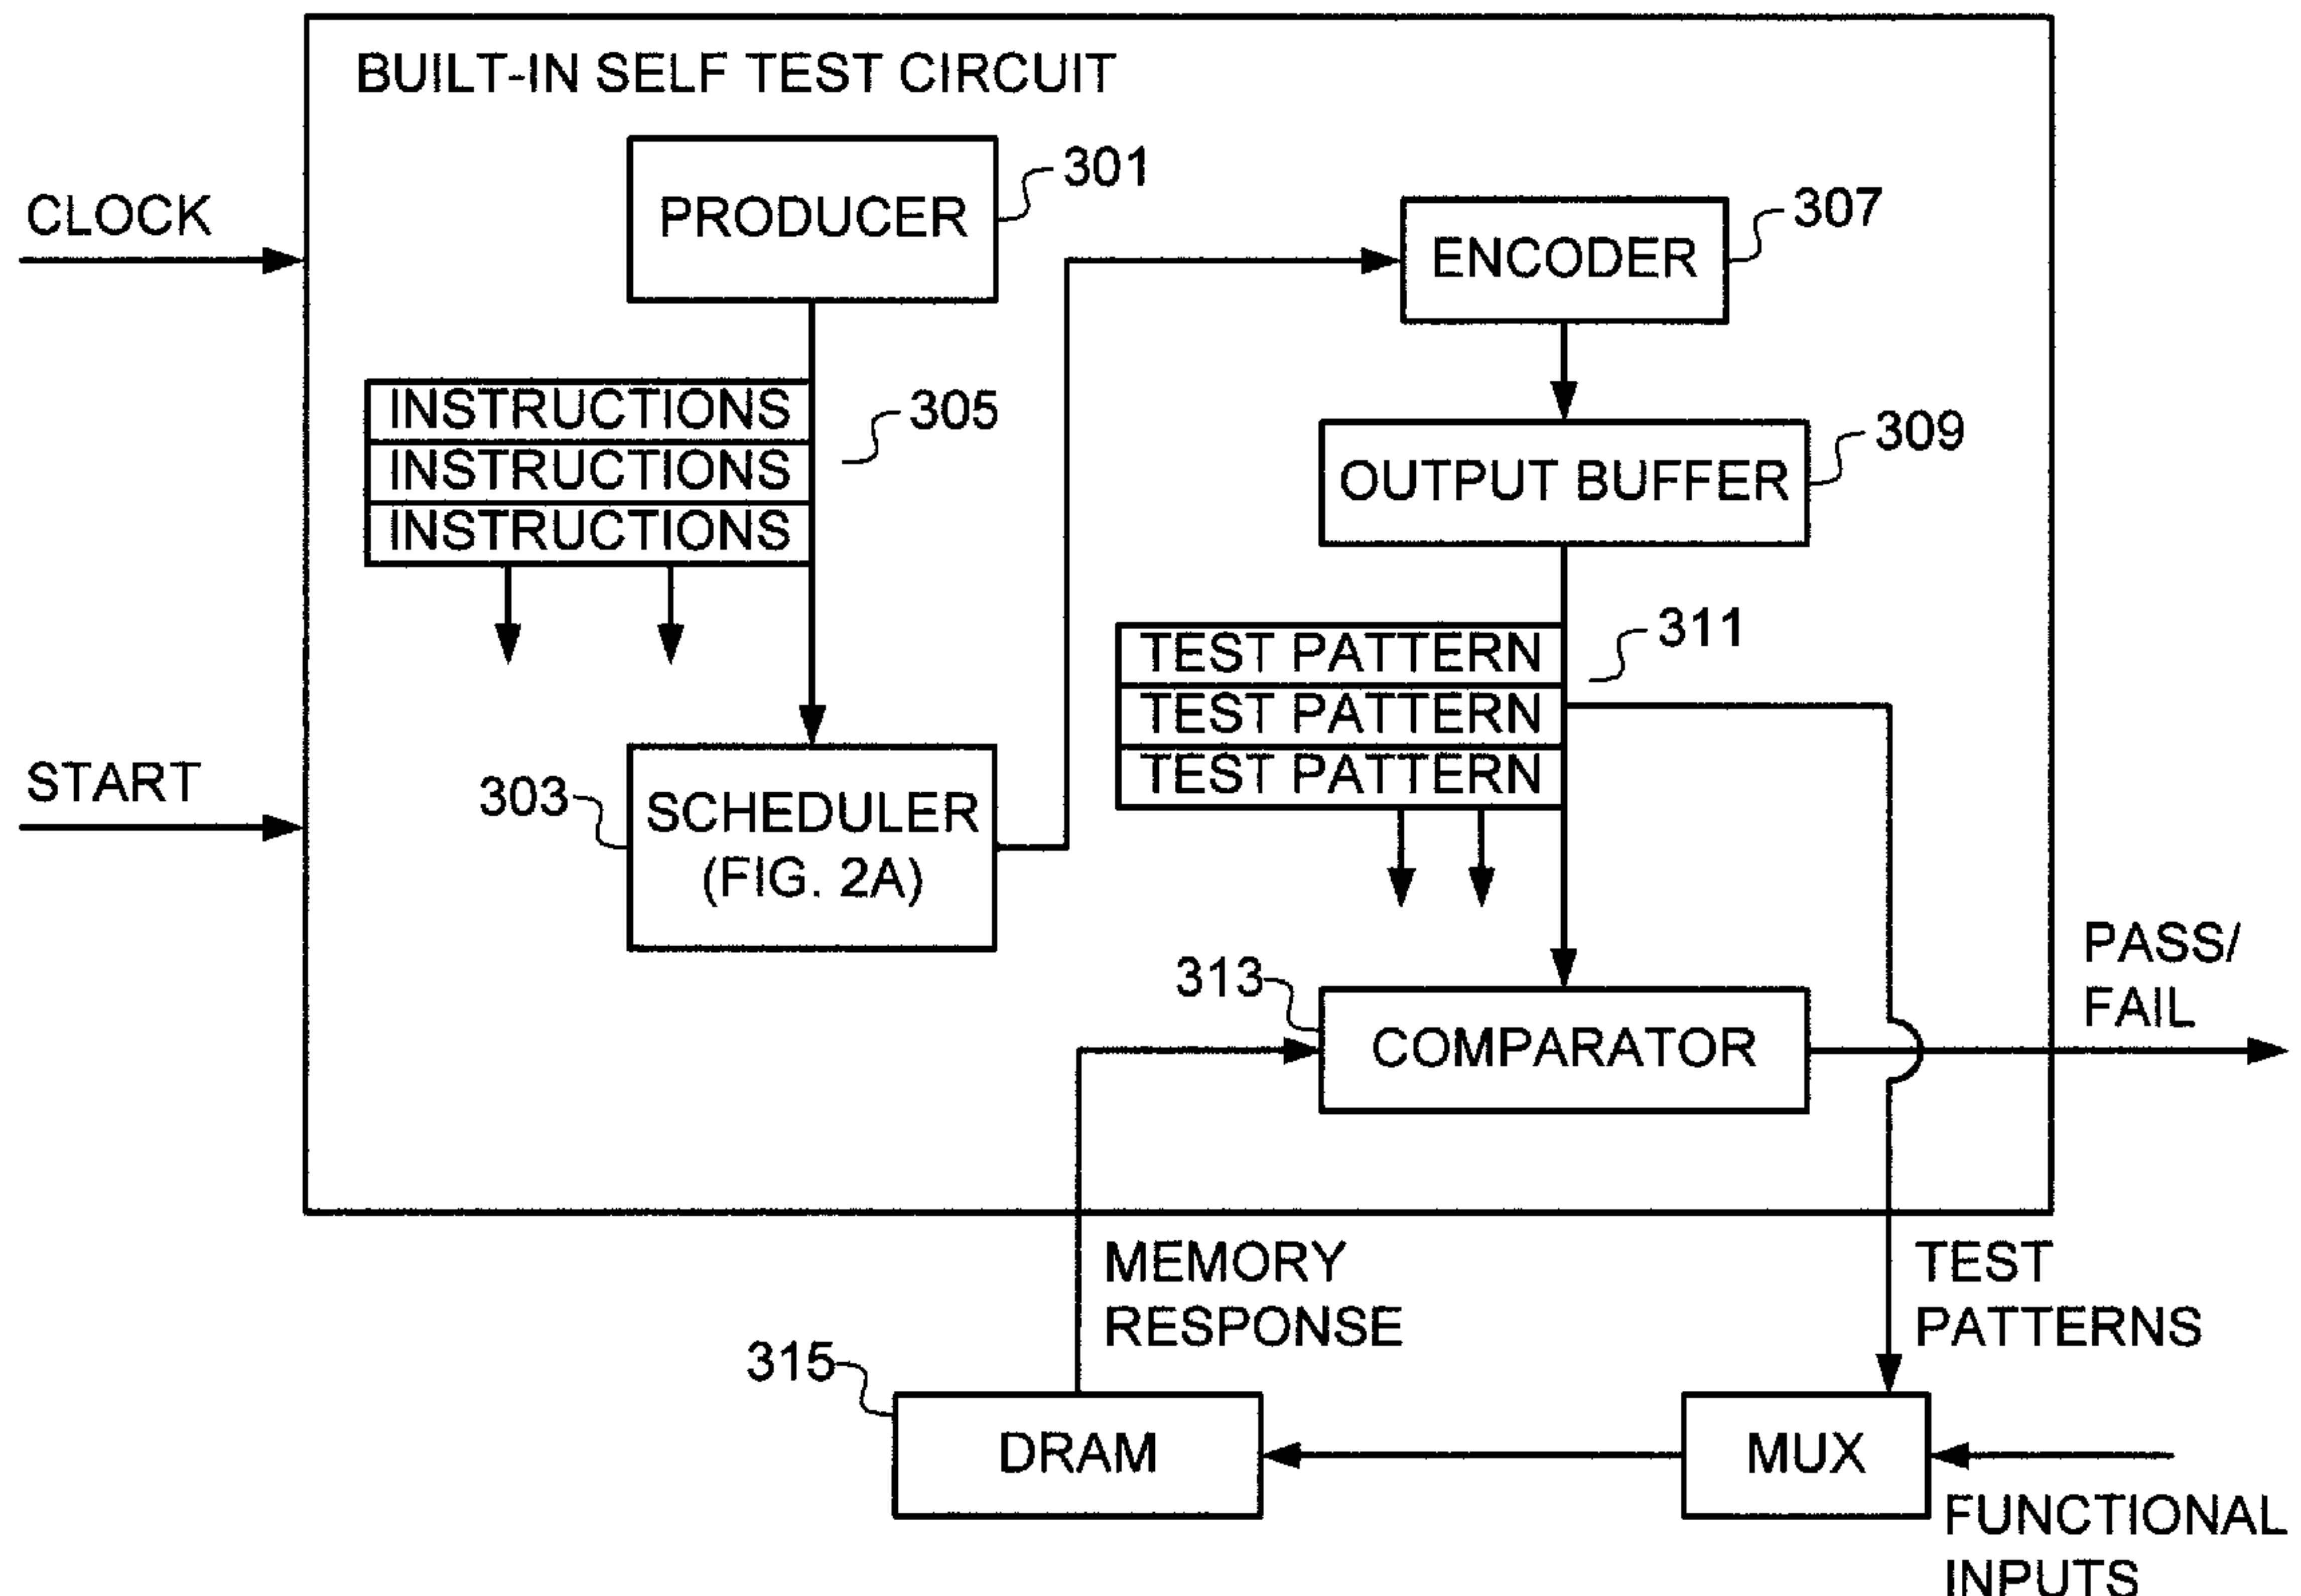 BUILT-IN SELF TEST CIRCUIT
CLOCK
START
PRODUCER
301
INSTRUCTIONS
INSTRUCTIONS
INSTRUCTIONS
305
303
SCHEDULER
(FIG. 2A)
ENCODER
307
OUTPUT BUFFER
309
TEST PATTERN
TEST PATTERN
TEST PATTERN
311
313
COMPARATOR
PASS/
FAIL
MEMORY
RESPONSE
TEST
PATTERNS
315
DRAM
MUX
FUNCTIONAL
INPUTS